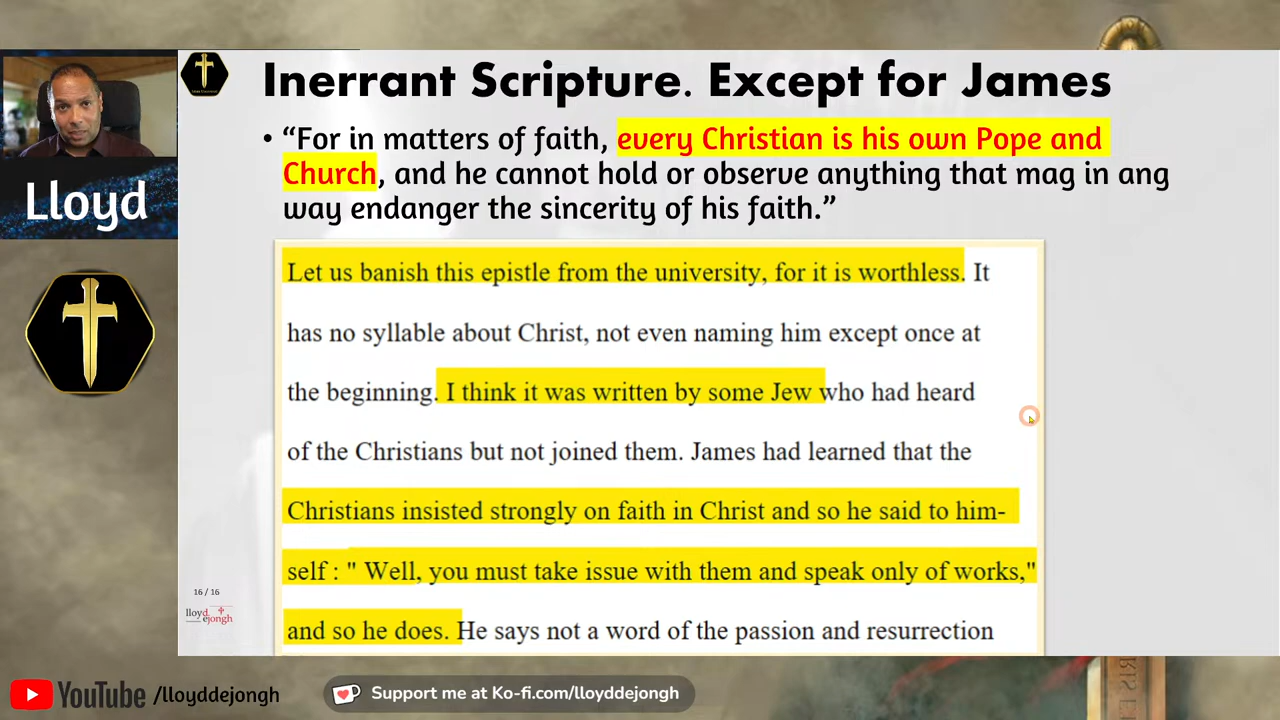 Inerrant Scripture. Except for James
Lloyd
• “For in matters of faith, every Christian is his own Pope and
Church, and he cannot hold or observe anything that mag in ang
way endanger the sincerity of his faith.”
Let us banish this epistle from the university, for it is worthless. It
has no syllable about Christ, not even naming him except once at
the beginning. I think it was written by some Jew who had heard
of the Christians but not joined them. James had learned that the
Christians insisted strongly on faith in Christ and so he said to him-
self : " Well, you must take issue with them and speak only of works,"
and so he does. He says not a word of the passion and resurrection
16 / 16
lloyd
ejongh
YouTube /lloyddejongh
Support me at Ko-fi.com/lloyddejongh